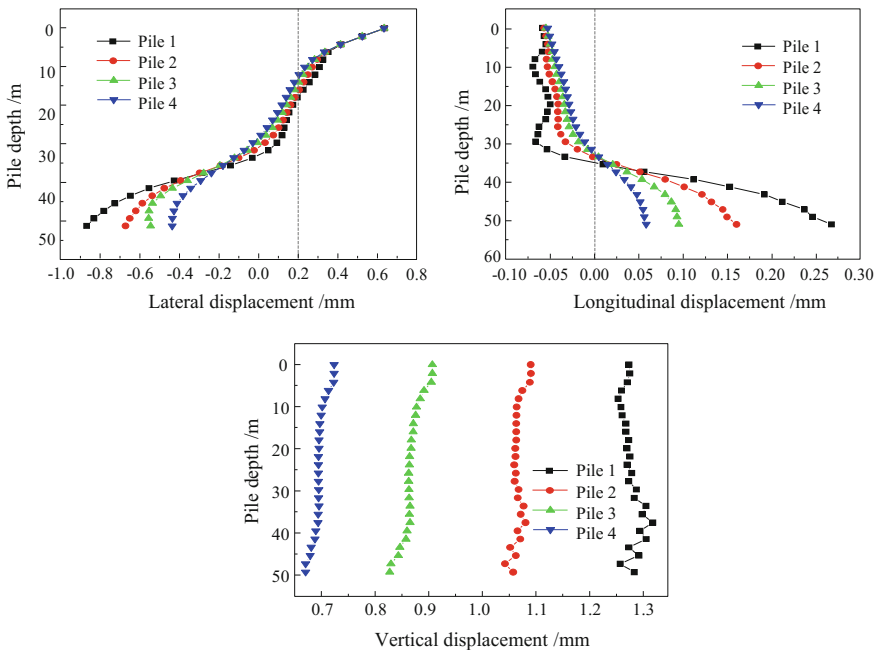 0
10
20
30
40
50
Pile depth /m
Pile 1
Pile 2
Pile 3
Pile 4
-1.0
-0.8
-0.6
-0.4
-0.2
0.0
0.2
0.4
0.6
0.8
Lateral displacement /mm
0
10
20
30
40
50
60
Pile depth /m
Pile 1
Pile 2
Pile 3
Pile 4
-0.10
-0.05
0.00
0.05
0.10
0.15
0.20
0.25
0.30
Longitudinal displacement /mm
0
10
20
30
40
50
Pile depth /m
Pile 1
Pile 2
Pile 3
Pile 4
0.7
0.8
0.9
1.0
1.1
1.2
1.3
Vertical displacement /mm